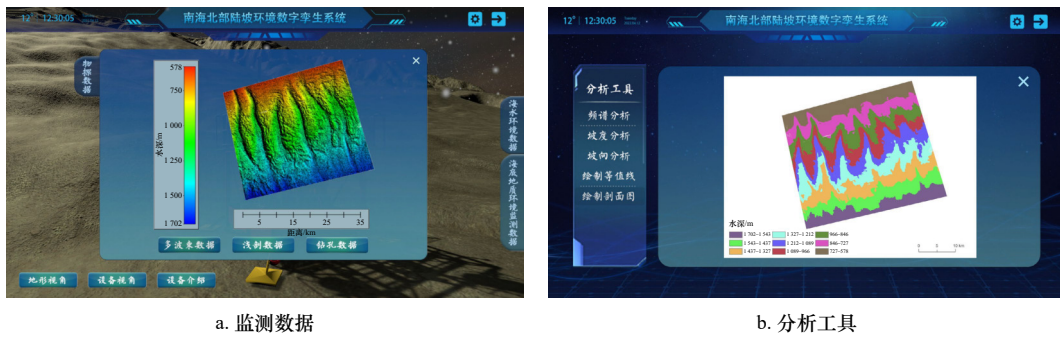 12° 12:30:05
南海北部陆坡环境数字孪生系统
物探数据
海水环境数据
海底地质环境监测数据
水深/m
578
750
1 000
1 250
1 500
1 702
5 15 25 35
距离/km
多波束数据 浅剖数据 钻孔数据
地形视角 设备视角 设备介绍
a. 监测数据
12° 12:30:05
南海北部陆坡环境数字孪生系统
分析工具
频谱分析
坡度分析
坡向分析
绘制等值线
绘制剖面图
水深/m
1 702-1 543 1 327-1 212 966-846
1 543-1 437 1 212-1 089 846-727
1 437-1 327 1 089-966 727-578
0 5 10 km
b. 分析工具